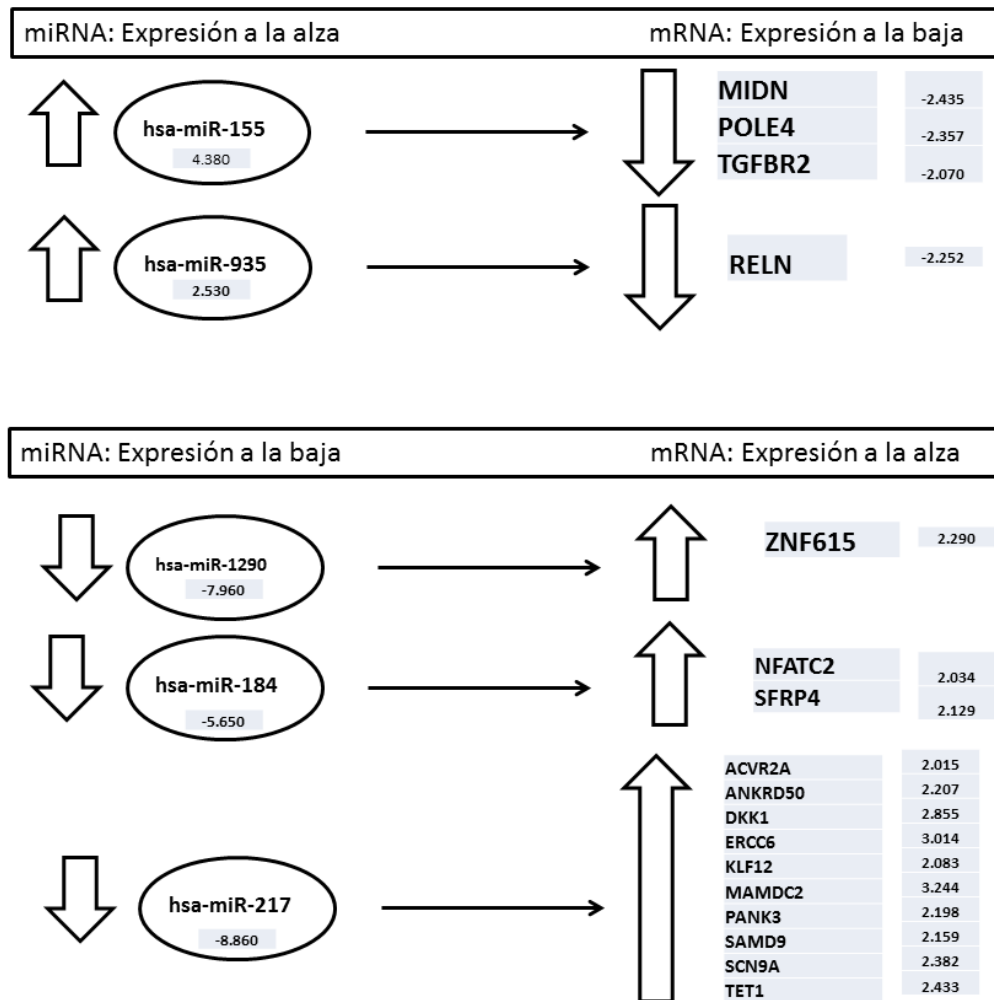 miRNA: Expresión a la alza mRNA: Expresión a la baja
hsa-miR-155
4.380
MIDN -2.435
POLE4 -2.357
TGFBR2 -2.070
hsa-miR-935
2.530
RELN -2.252
miRNA: Expresión a la baja mRNA: Expresión a la alza
hsa-miR-1290
-7.960
ZNF615 2.290
hsa-miR-184
-5.650
NFATC2 2.034
SFRP4 2.129
hsa-miR-217
-8.860
ACVR2A 2.015
ANKRD50 2.207
DKK1 2.855
ERCC6 3.014
KLF12 2.083
MAMDC2 3.244
PANK3 2.198
SAMD9 2.159
SCN9A 2.382
TET1 2.433